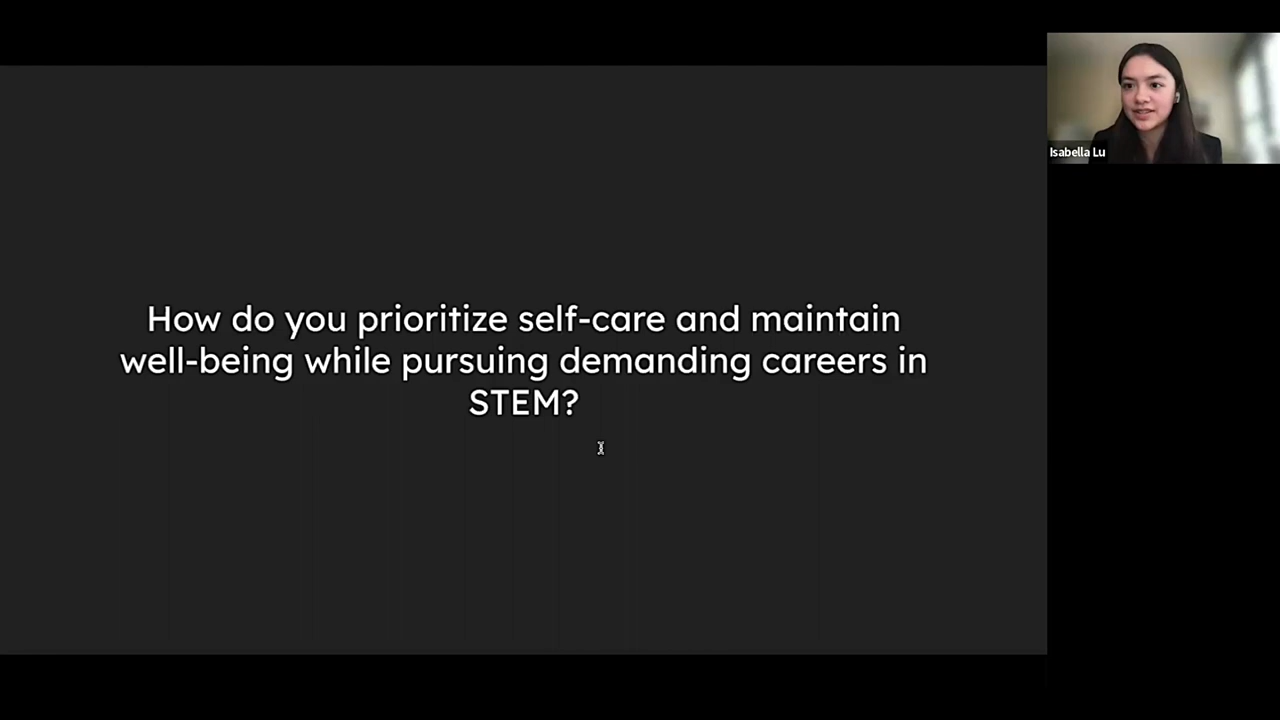 How do you prioritize self-care and maintain
well-being while pursuing demanding careers in
STEM?
Isabella Lu